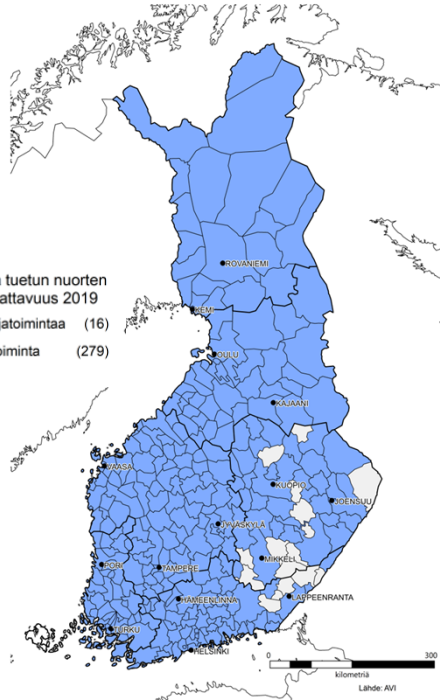 tuetun nuorten
attavuus 2019
jatoimintaa (16)
oiminta (279)
ROVANIEMI
KEMI
OULU
KAJAANI
VAASA
KUOPIO
JOENSUU
JYVÄSKYLÄ
MIKKELI
PORI
TAMPERE
HÄMEENLINNA
LAPPEENRANTA
TURKU
HELSINKI
0 300
kilometriä
Lähde: AVI